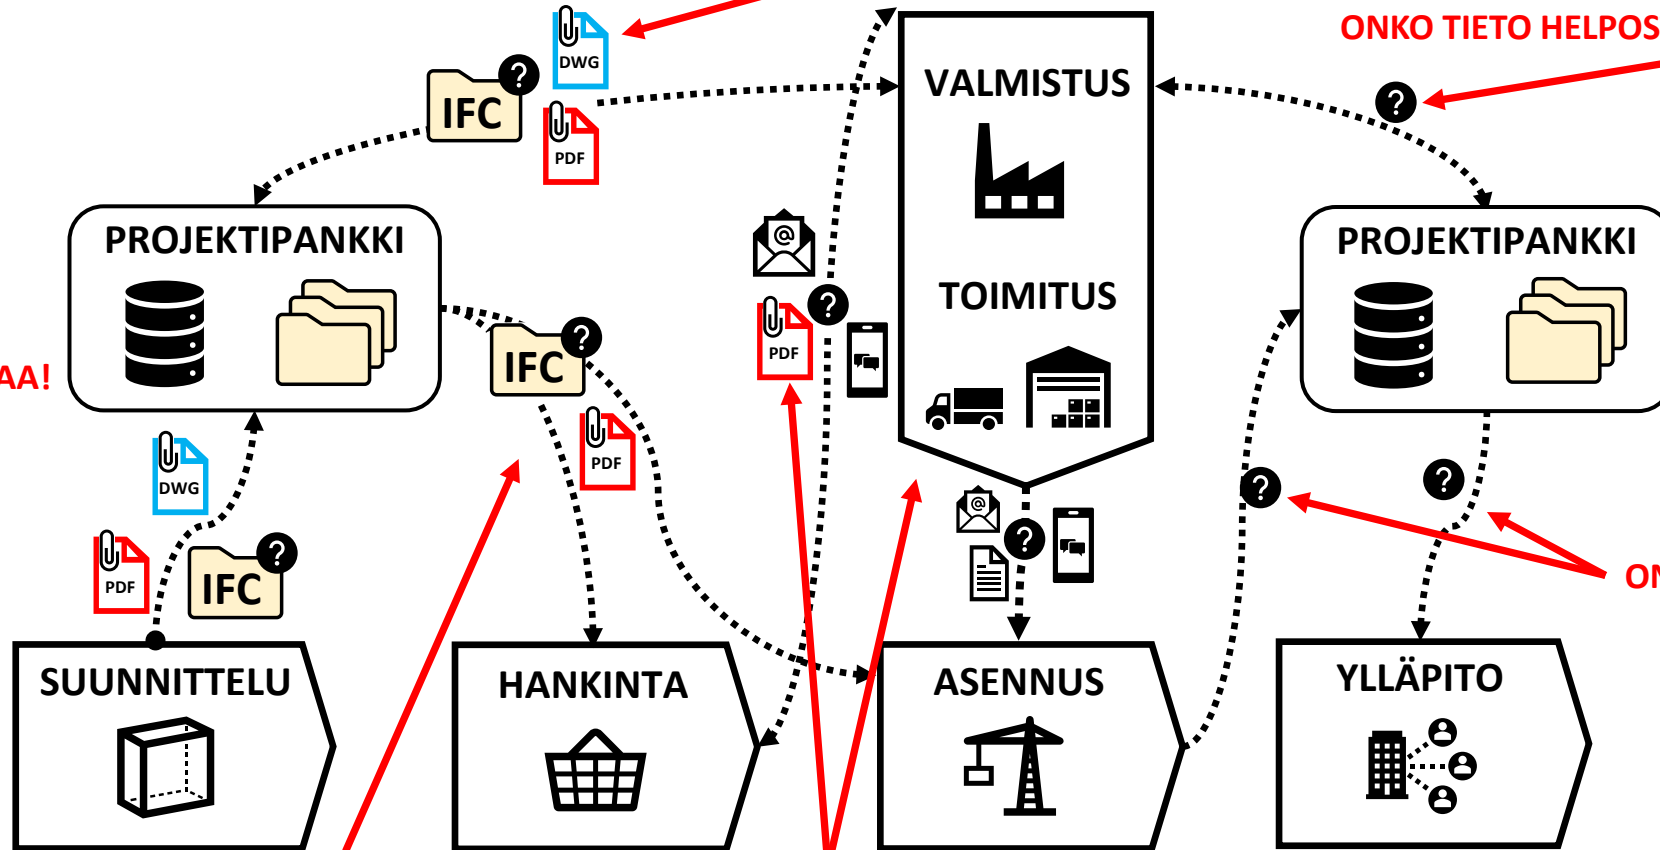 ONKO TIETO HELPOS
DWG
?
IFC
PDF
VALMISTUS
?
PROJEKTIPANKKI
@
?
PDF
TOIMITUS
PROJEKTIPANKKI
AA!
?
IFC
PDF
DWG
PDF
?
IFC
@
?
?
?
ON
SUUNNITTELU
HANKINTA
ASENNUS
YLLÄPITO